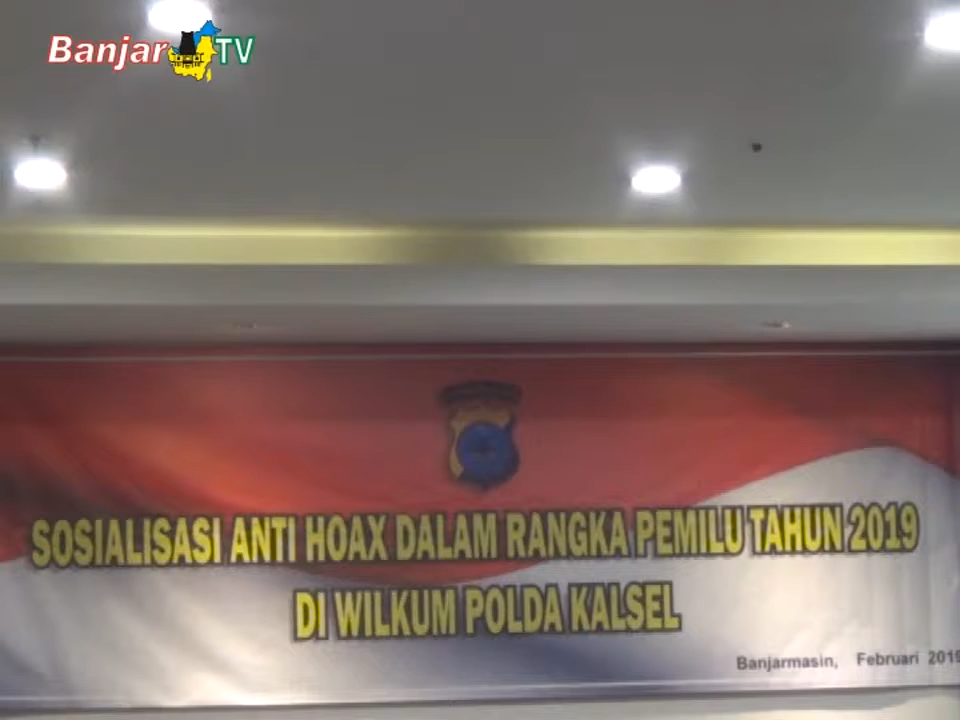 Banjar TV
SOSIALISASI ANTI HOAX DALAM RANGKA PEMILU TAHUN 2019
DI WILKUM POLDA KALSEL
Banjarmasin, Februari 2019